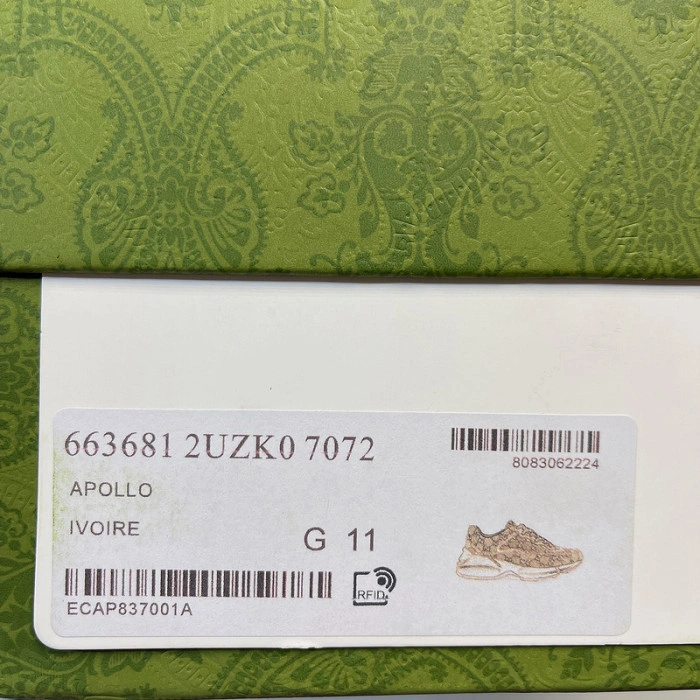 663681 2UZK0 7072
8083062224
APOLLO
IVOIRE
G 11
RFID
ECAP837001A